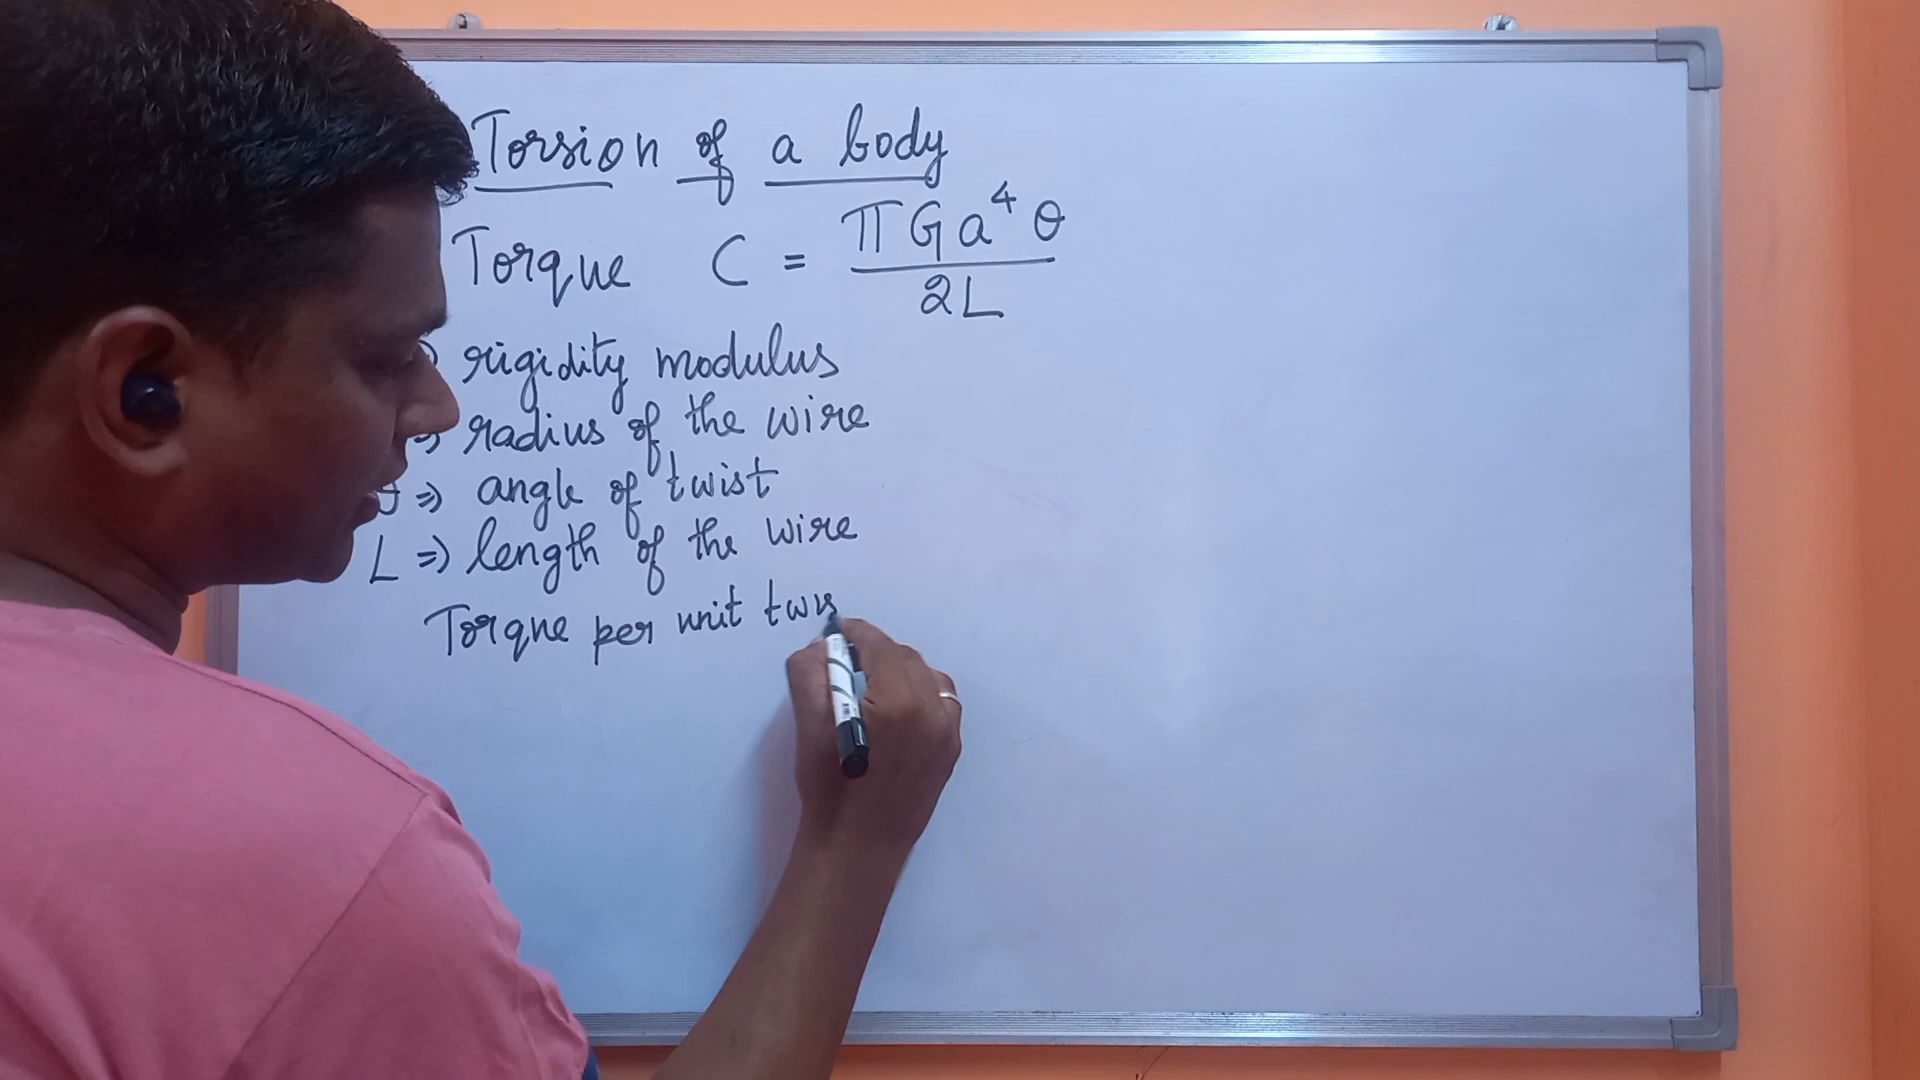 Torsion of a body
Torque C = πGa⁴θ / 2L
⇒ rigidity modulus
⇒ radius of the wire
θ ⇒ angle of twist
L ⇒ length of the wire
Torque per unit twis